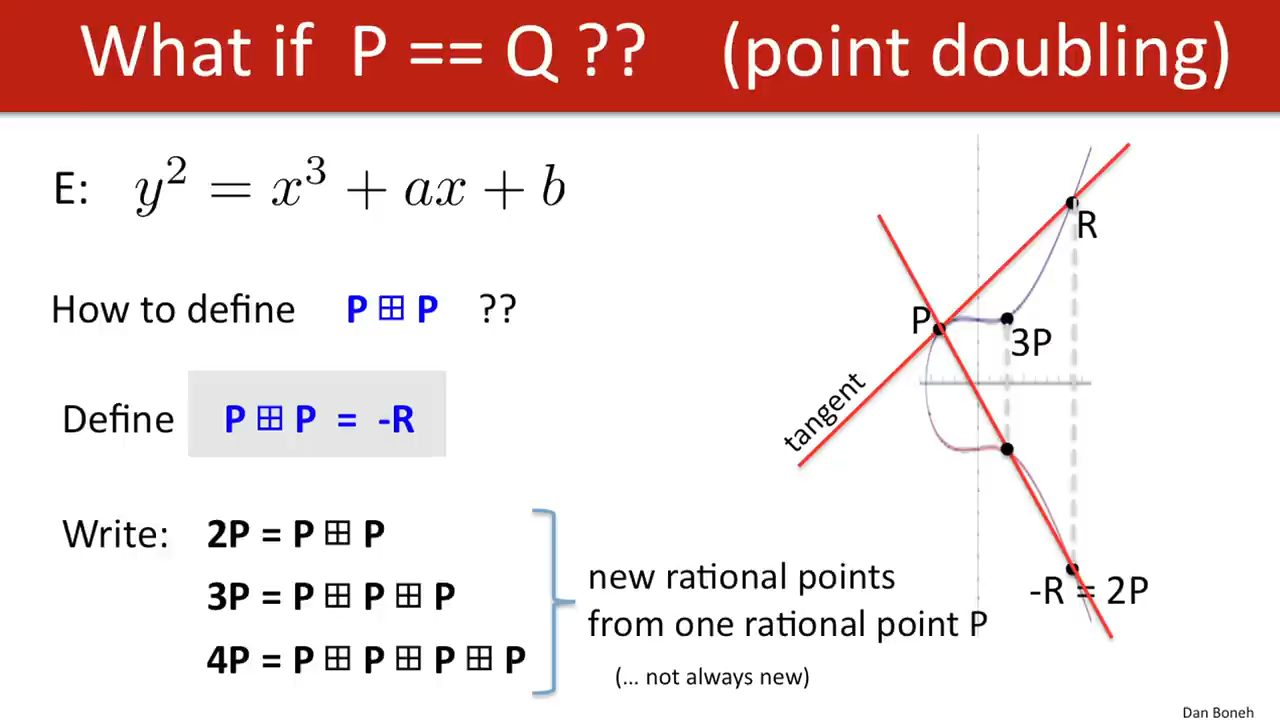 What if P == Q ?? (point doubling)
E: y² = x³ + ax + b
How to define P ⊞ P ??
Define P ⊞ P = -R
Write: 2P = P ⊞ P
3P = P ⊞ P ⊞ P
4P = P ⊞ P ⊞ P ⊞ P
new rational points
from one rational point P
(... not always new)
R
P
3P
tangent
-R = 2P
Dan Boneh